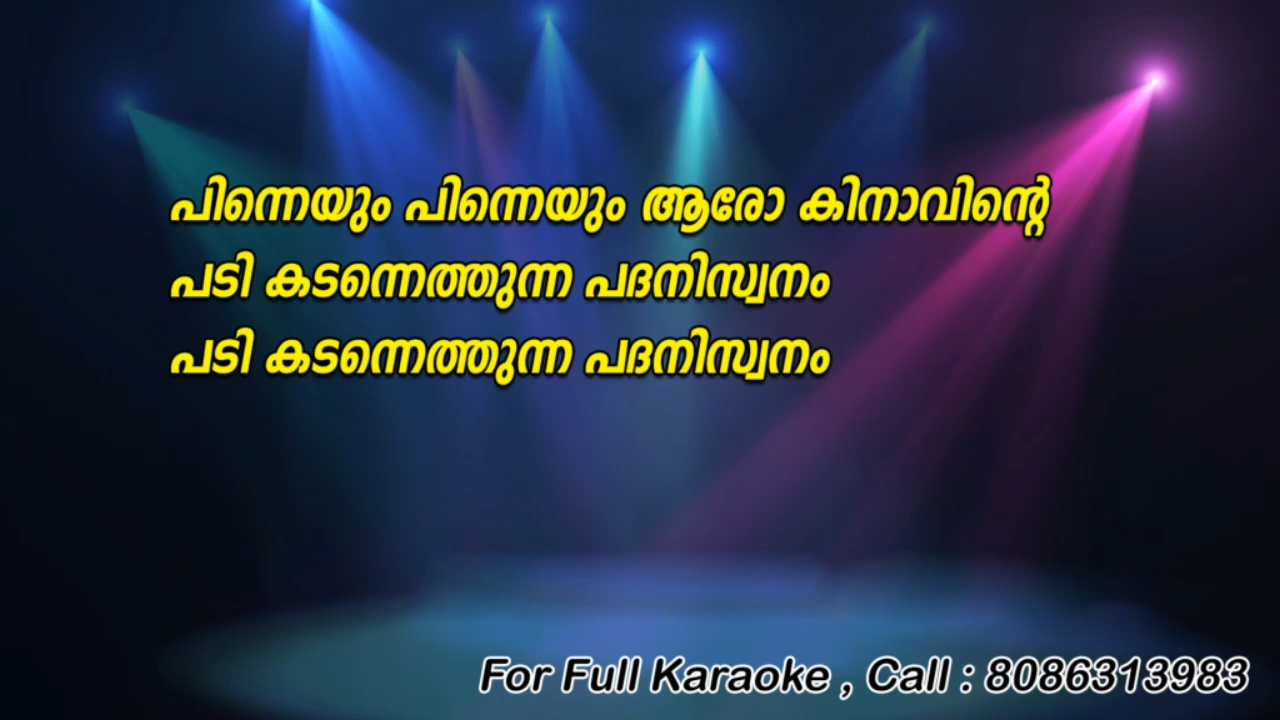 പിന്നെയും പിന്നെയും ആരോ കിനാവിന്റെ
പടി കടന്നെത്തുന്ന പദനിസ്വനം
പടി കടന്നെത്തുന്ന പദനിസ്വനം
For Full Karaoke , Call : 8086313983